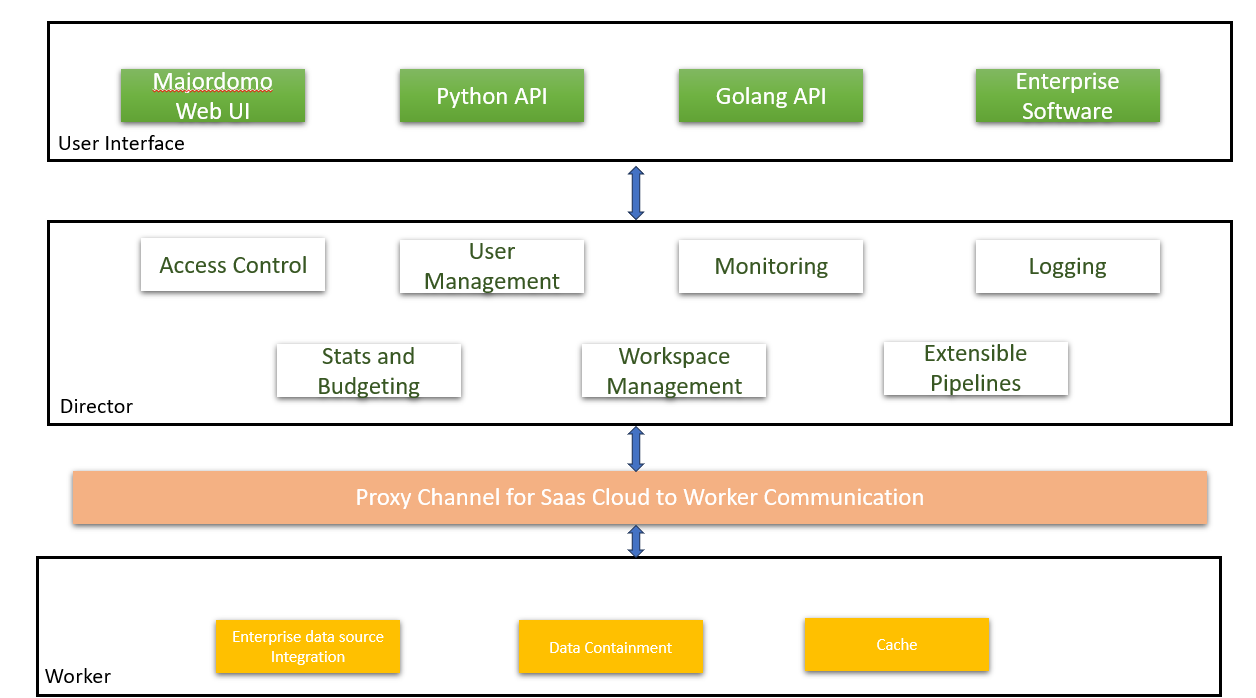 Majordomo
Web UI
Python API
Golang API
Enterprise
Software
User Interface
Access Control
User
Management
Monitoring
Logging
Stats and
Budgeting
Workspace
Management
Extensible
Pipelines
Director
Proxy Channel for Saas Cloud to Worker Communication
Enterprise data source
Integration
Data Containment
Cache
Worker